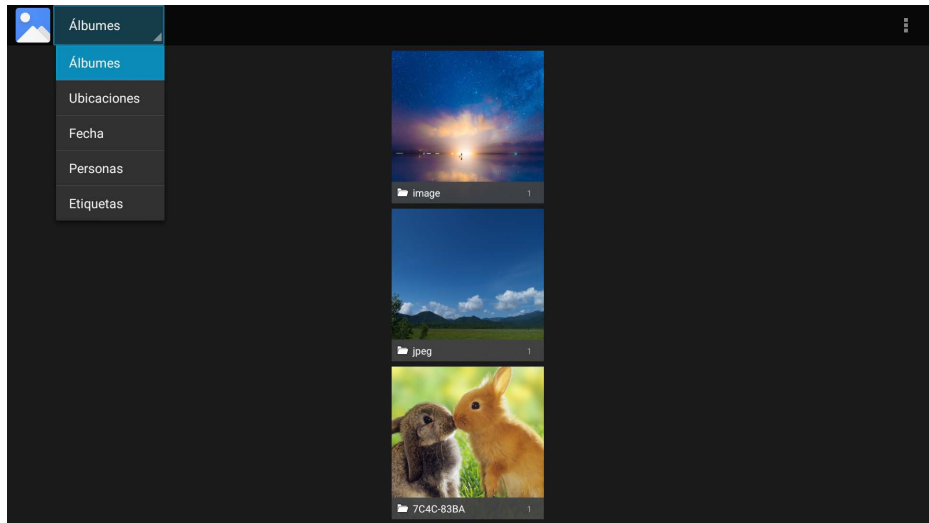 Álbumes
Álbumes
Ubicaciones
Fecha
Personas
Etiquetas
image 1
jpeg 1
7C4C-83BA 1